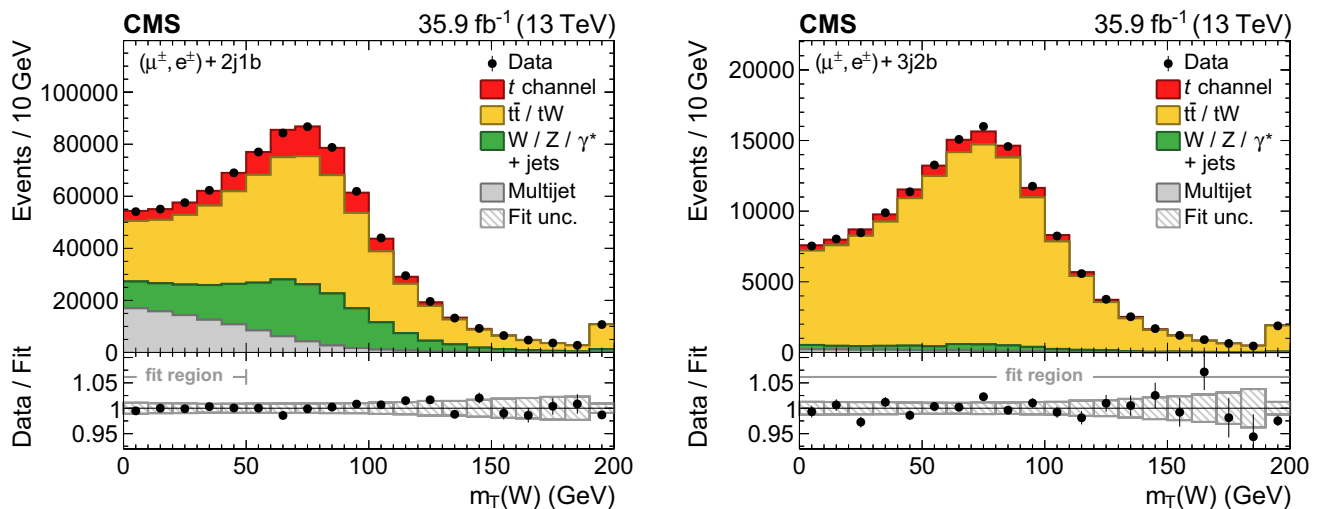 CMS 35.9 fb⁻¹ (13 TeV)
(μ±, e±) + 2j1b
Data
t channel
tt̄ / tW
W / Z / γ*
+ jets
Multijet
Fit unc.
Events / 10 GeV
100000
80000
60000
40000
20000
0
Data / Fit
fit region
1.05
1
0.95
0 50 100 150 200
m_T(W) (GeV)
CMS 35.9 fb⁻¹ (13 TeV)
(μ±, e±) + 3j2b
Data
t channel
tt̄ / tW
W / Z / γ*
+ jets
Multijet
Fit unc.
Events / 10 GeV
20000
15000
10000
5000
0
Data / Fit
fit region
1.05
1
0.95
0 50 100 150 200
m_T(W) (GeV)